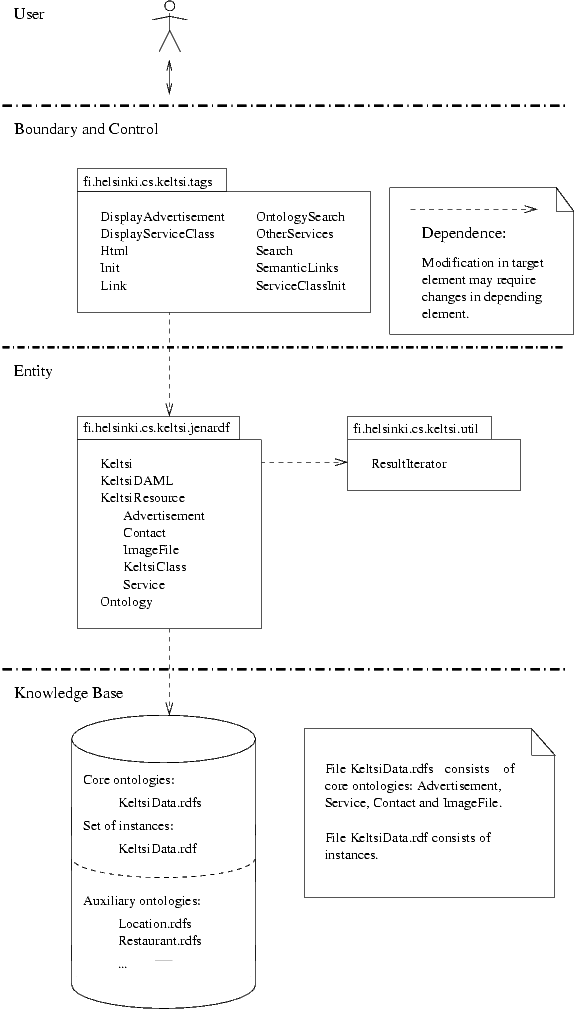 User
Boundary and Control
fi.helsinki.cs.keltsi.tags
DisplayAdvertisement
DisplayServiceClass
Html
Init
Link
OntologySearch
OtherServices
Search
SemanticLinks
ServiceClassInit
Dependence:
Modification in target
element may require
changes in depending
element.
Entity
fi.helsinki.cs.keltsi.jenardf
Keltsi
KeltsiDAML
KeltsiResource
Advertisement
Contact
ImageFile
KeltsiClass
Service
Ontology
fi.helsinki.cs.keltsi.util
ResultIterator
Knowledge Base
Core ontologies:
KeltsiData.rdfs
Set of instances:
KeltsiData.rdf
Auxiliary ontologies:
Location.rdfs
Restaurant.rdfs
...
File KeltsiData.rdfs consists of
core ontologies: Advertisement,
Service, Contact and ImageFile.
File KeltsiData.rdf consists of
instances.